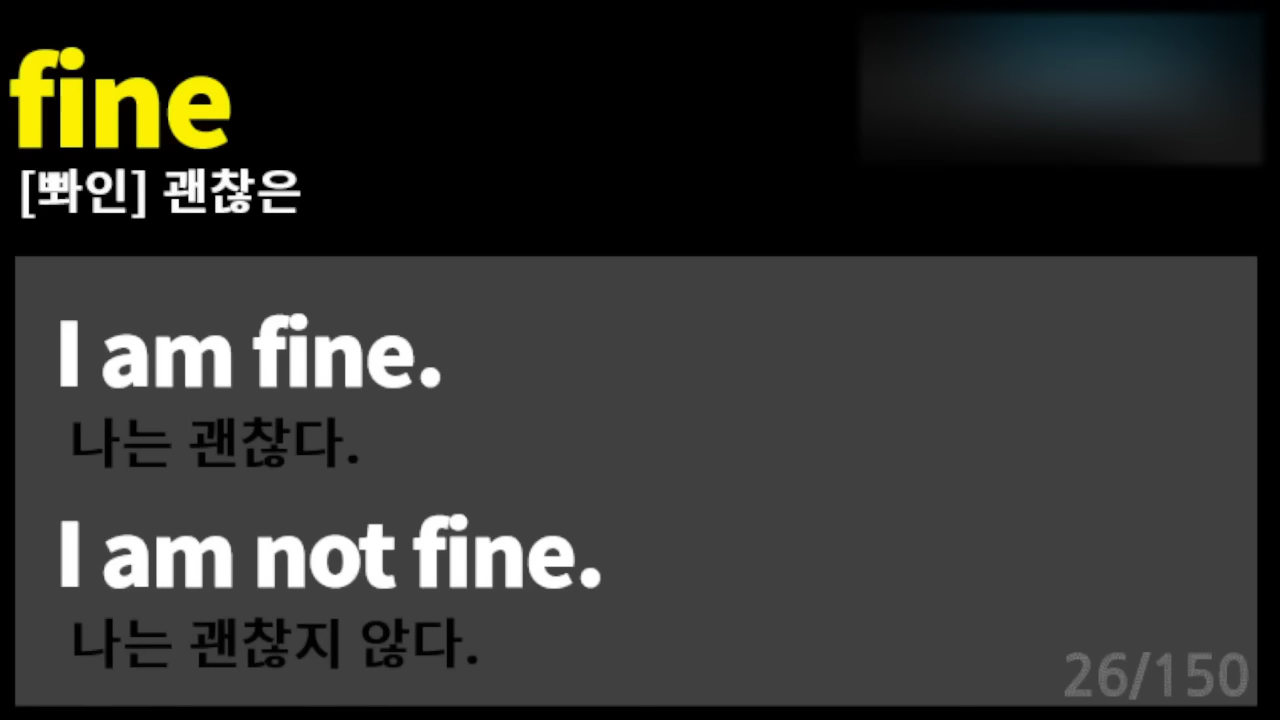 fine
[뽜인] 괜찮은
I am fine.
나는 괜찮다.
I am not fine.
나는 괜찮지 않다.
26/150